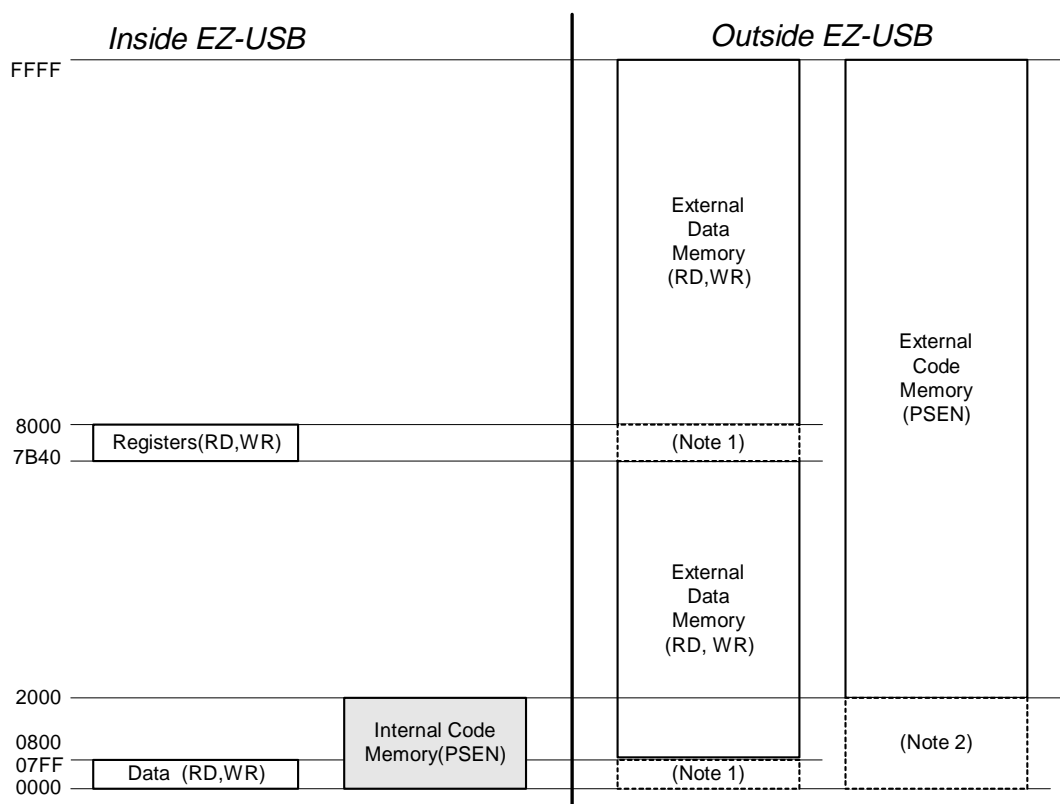 Inside EZ-USB
Outside EZ-USB
FFFF
External
Data
Memory
(RD,WR)
External
Code
Memory
(PSEN)
8000
Registers(RD,WR)
(Note 1)
7B40
External
Data
Memory
(RD, WR)
2000
Internal Code
Memory(PSEN)
0800
(Note 2)
07FF
Data (RD,WR)
(Note 1)
0000